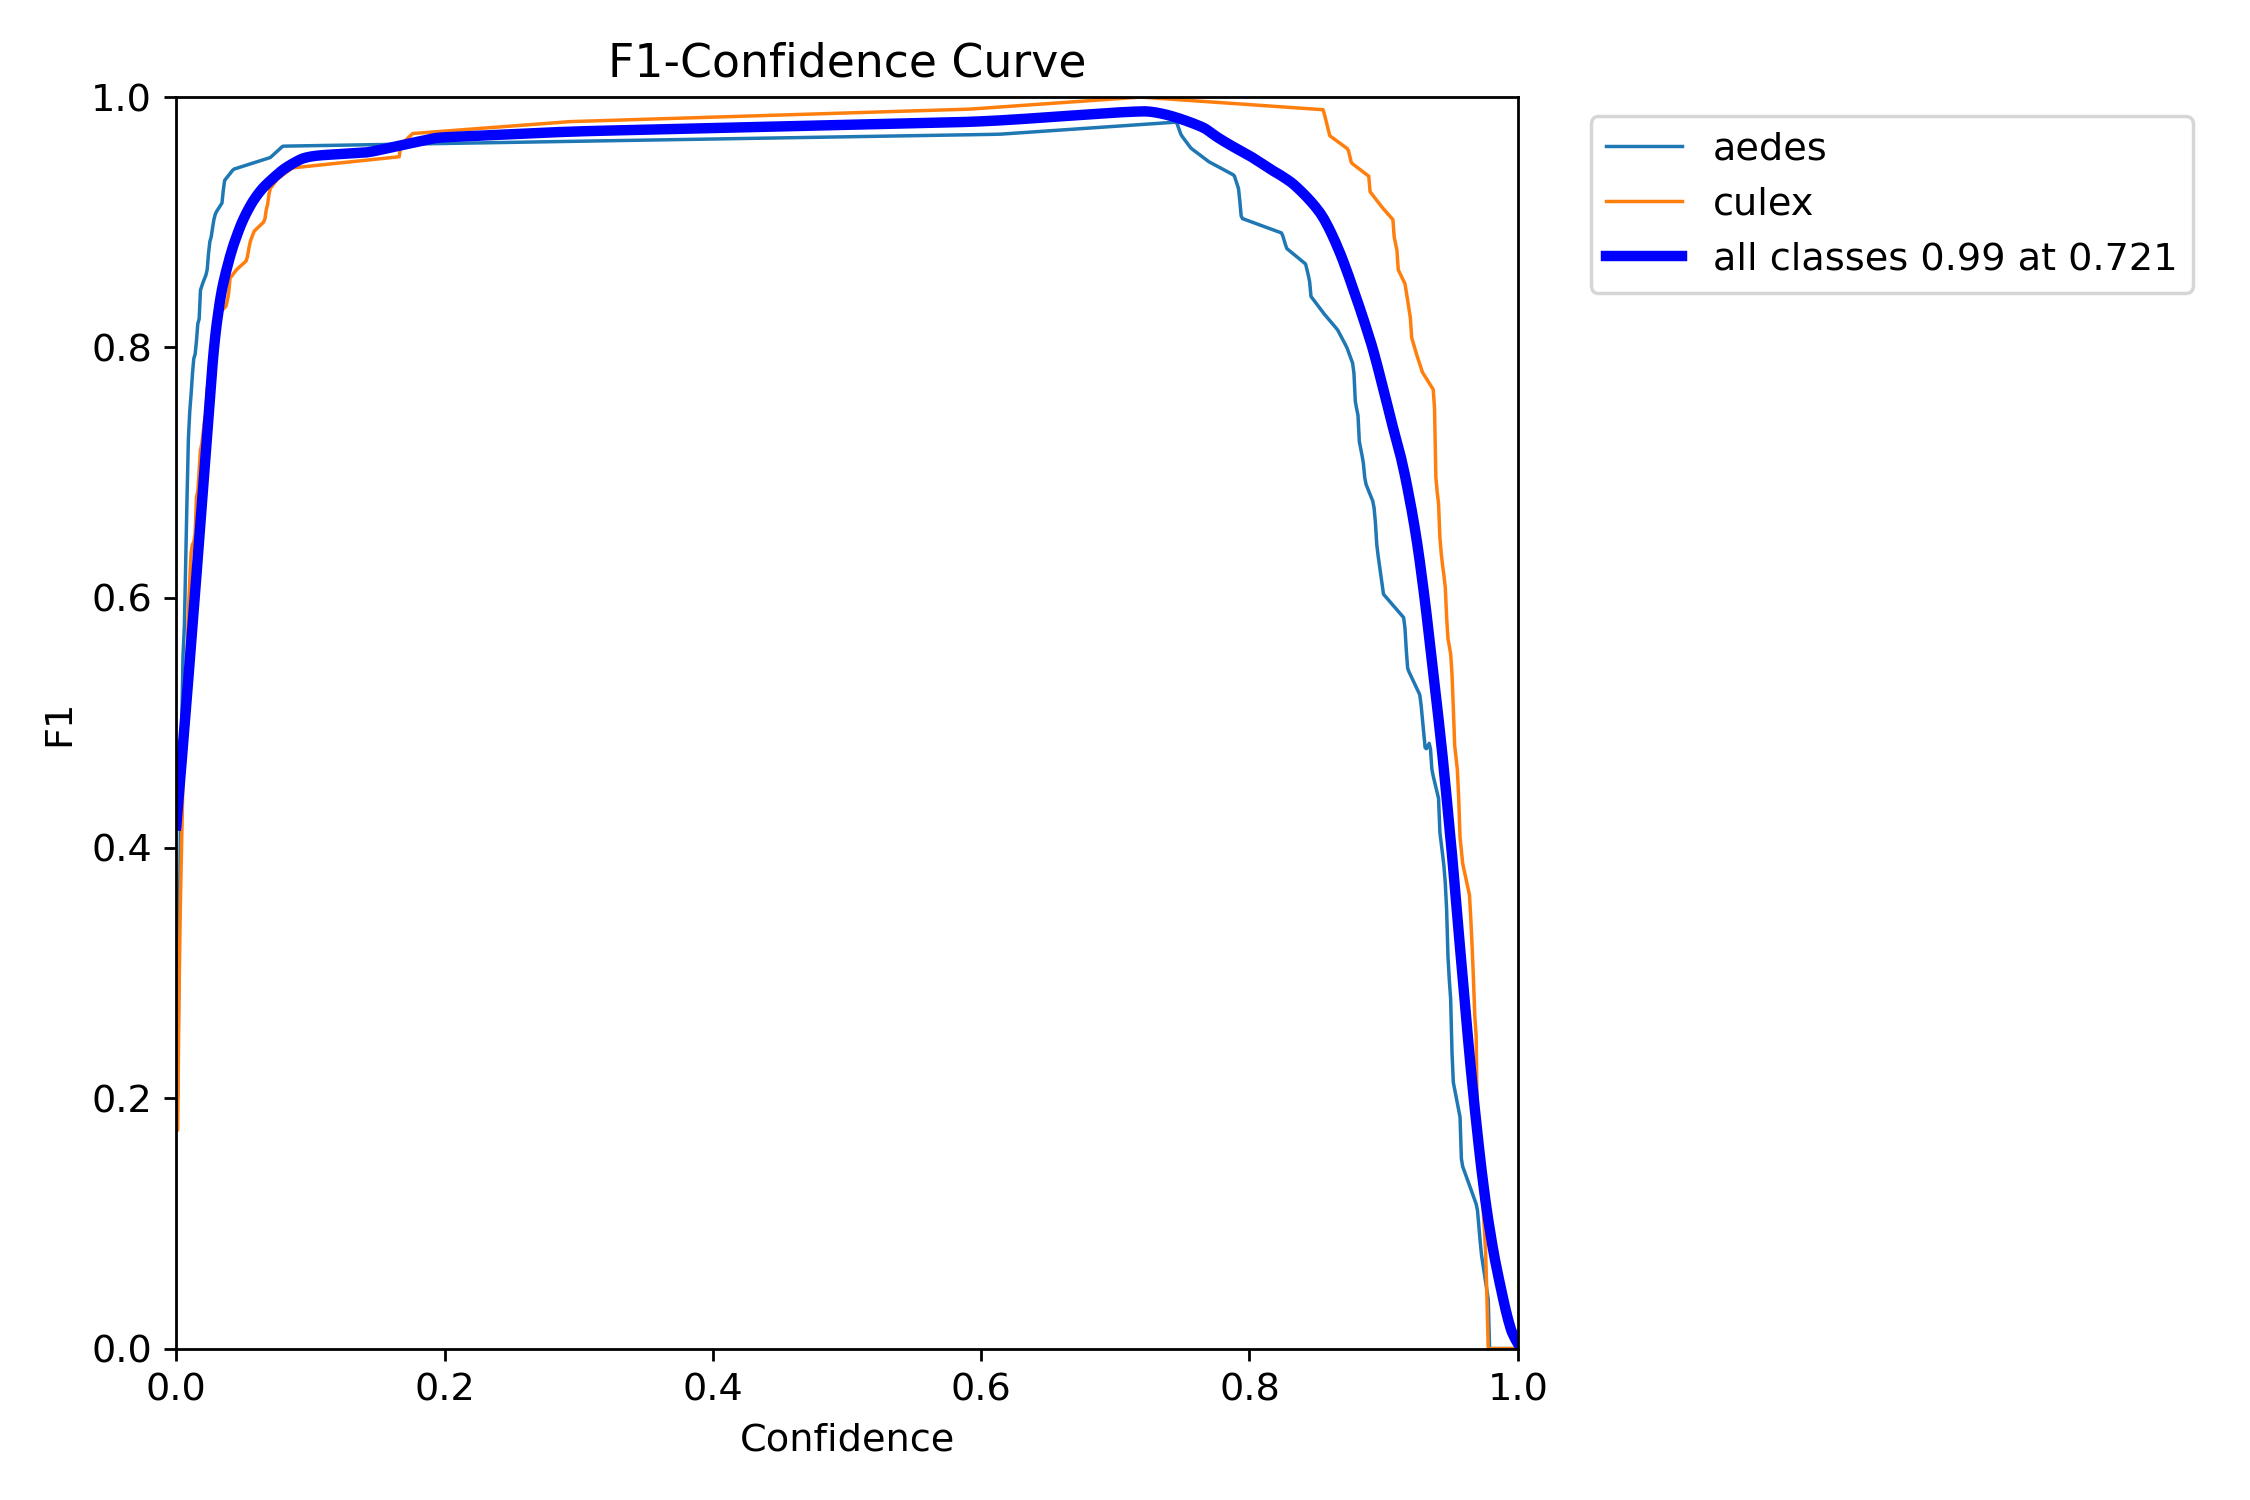 F1-Confidence Curve
1.0
0.8
0.6
0.4
0.2
0.0
F1
0.0 0.2 0.4 0.6 0.8 1.0
Confidence
aedes
culex
all classes 0.99 at 0.721